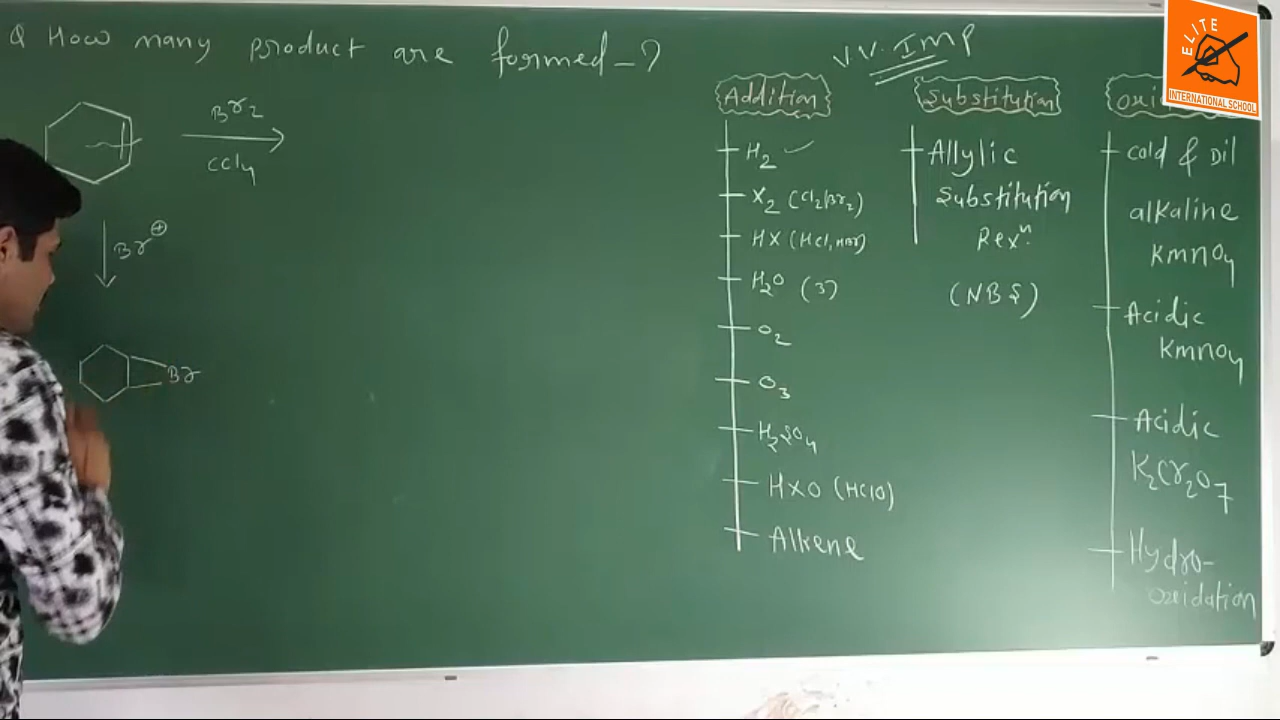 Q How many product are formed_?
V.V. IMP
Br2
CCl4
Br⊕
Br
Addition
H2
X2 (Cl2/Br2)
HX (HCl, HBr)
H2O (3)
O2
O3
H2SO4
HXO (HClO)
Alkene
Substitution
Allylic
Substitution
Rexn.
(NBS)
cold & Dil
alkaline
KmnO4
Acidic
KmnO4
Acidic
K2Cr2O7
Hydro-
oxidation
ELITE
INTERNATIONAL SCHOOL